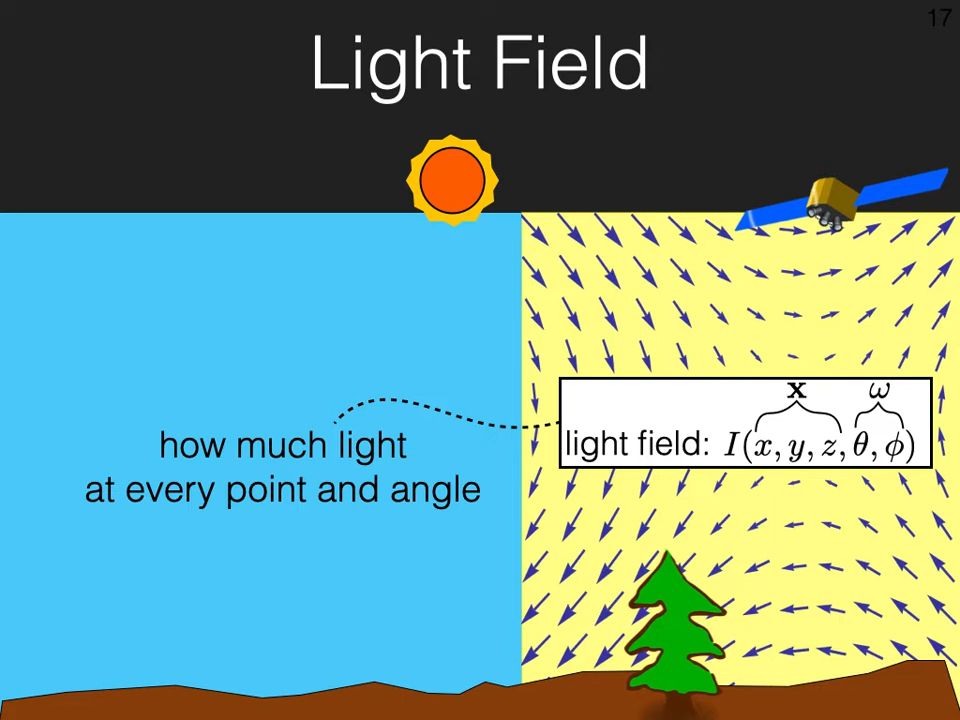 17
Light Field
how much light
at every point and angle
x ω
light field: I(x, y, z, θ, ϕ)